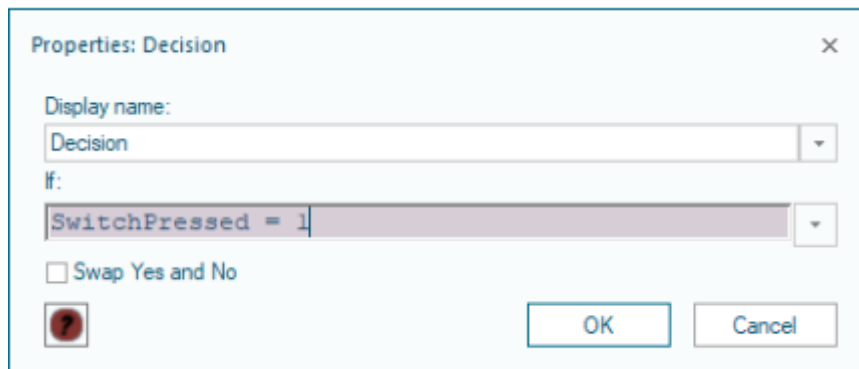 Properties: Decision
Display name:
Decision
If:
SwitchPressed = 1
Swap Yes and No
?
OK
Cancel